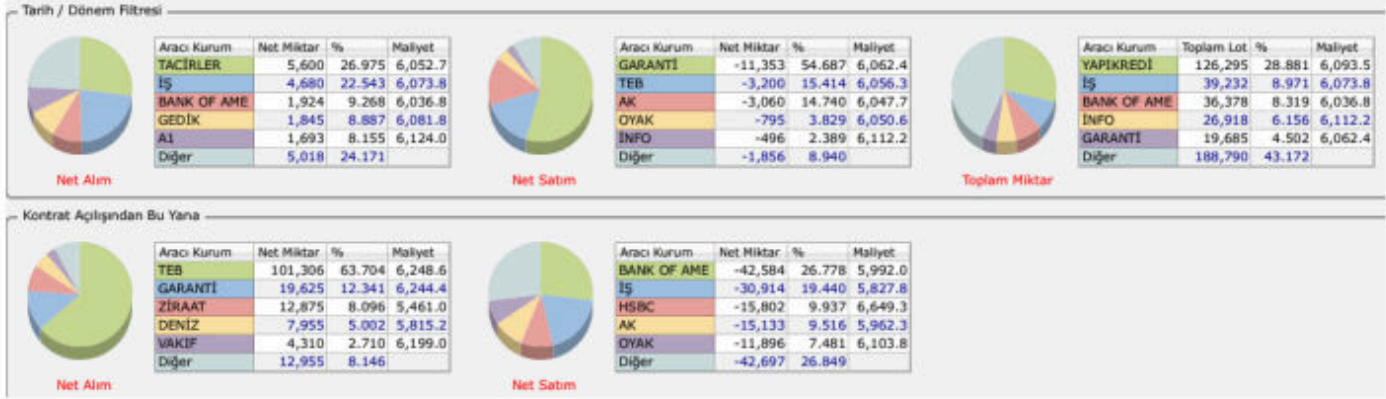 Tarih / Dönem Filtresi
Aracı Kurum Net Miktar % Maliyet
TACİRLER 5,600 26.975 6,052.7
İŞ 4,680 22.543 6,073.8
BANK OF AME 1,924 9.268 6,036.8
GEDİK 1,845 8.887 6,081.8
A1 1,693 8.155 6,124.0
Diğer 5,018 24.171
Net Alım
Aracı Kurum Net Miktar % Maliyet
GARANTİ -11,353 54.687 6,062.4
TEB -3,200 15.414 6,056.3
AK -3,060 14.740 6,047.7
OYAK -795 3.829 6,050.6
İNFO -496 2.389 6,112.2
Diğer -1,856 8.940
Net Satım
Aracı Kurum Toplam Lot % Maliyet
YAPIKREDİ 126,295 28.881 6,093.5
İŞ 39,232 8.971 6,073.8
BANK OF AME 36,378 8.319 6,036.8
İNFO 26,918 6.156 6,112.2
GARANTİ 19,685 4.502 6,062.4
Diğer 188,790 43.172
Toplam Miktar
Kontrat Açılışından Bu Yana
Aracı Kurum Net Miktar % Maliyet
TEB 101,306 63.704 6,248.6
GARANTİ 19,625 12.341 6,244.4
ZİRAAT 12,875 8.096 5,461.0
DENİZ 7,955 5.002 5,815.2
VAKIF 4,310 2.710 6,199.0
Diğer 12,955 8.146
Net Alım
Aracı Kurum Net Miktar % Maliyet
BANK OF AME -42,584 26.778 5,992.0
İŞ -30,914 19.440 5,827.8
HSBC -15,802 9.937 6,649.3
AK -15,133 9.516 5,962.3
OYAK -11,896 7.481 6,103.8
Diğer -42,697 26.849
Net Satım